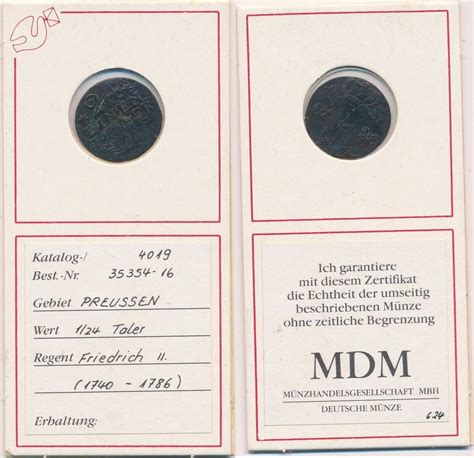 Katalog-/ 4019
Best.-Nr. 35354-16
Gebiet PREUSSEN
Wert 1/24 Taler
Regent Friedrich II.
(1740 - 1786)
Erhaltung:
Ich garantiere
mit diesem Zertifikat
die Echtheit der umseitig
beschriebenen Münze
ohne zeitliche Begrenzung
MDM
MÜNZHANDELSGESELLSCHAFT MBH
DEUTSCHE MÜNZE
624